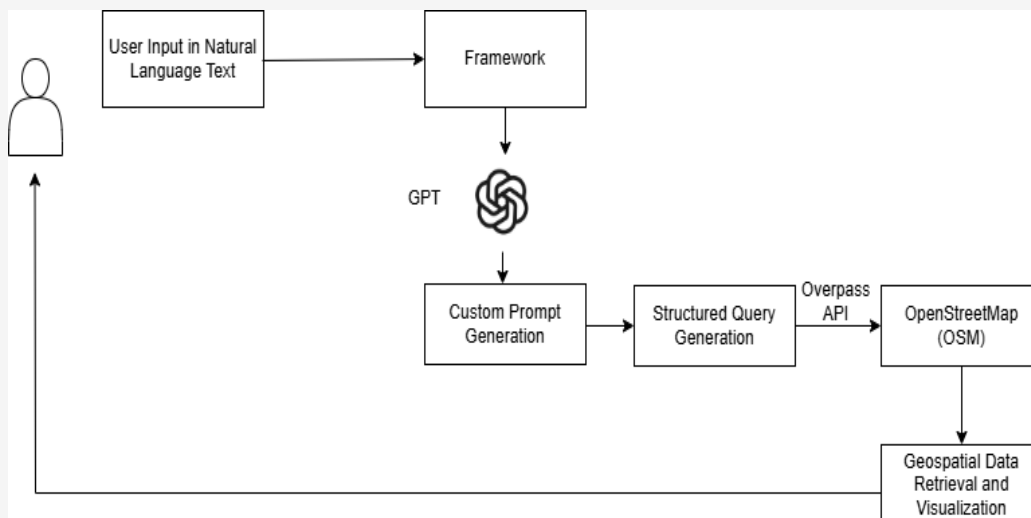 User Input in Natural
Language Text
Framework
GPT
Custom Prompt
Generation
Structured Query
Generation
Overpass
API
OpenStreetMap
(OSM)
Geospatial Data
Retrieval and
Visualization